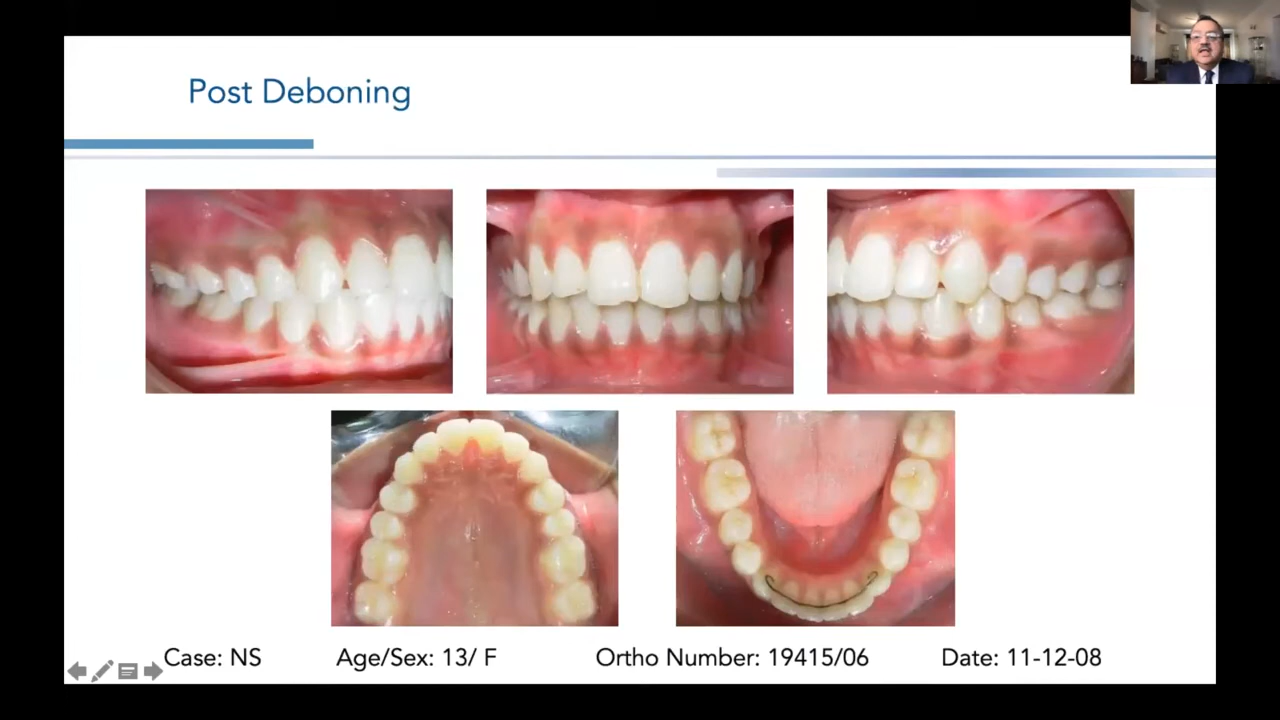 Post Deboning
Case: NS Age/Sex: 13/ F Ortho Number: 19415/06 Date: 11-12-08